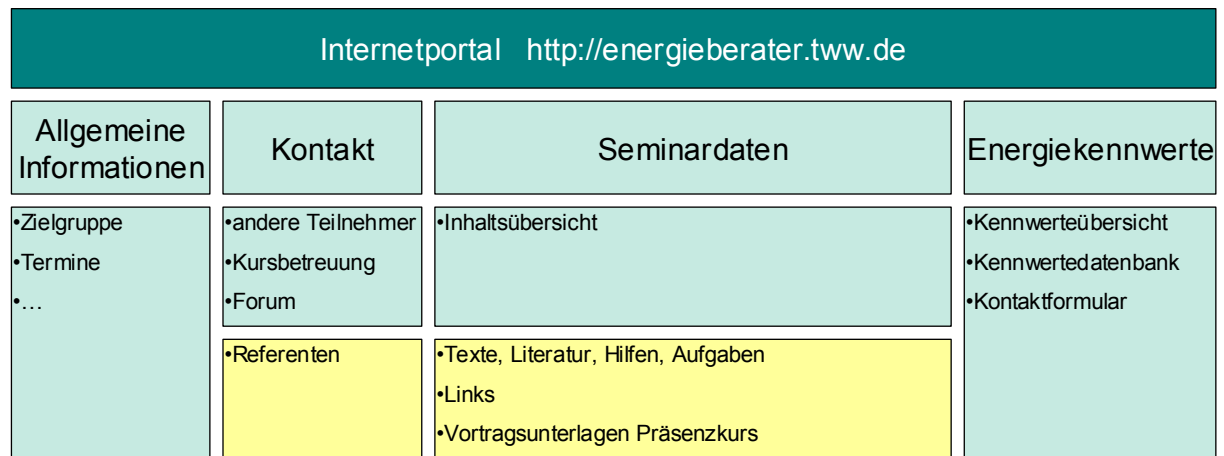 Internetportal http://energieberater.tww.de
Allgemeine
Informationen
Kontakt
Seminardaten
Energiekennwerte
•Zielgruppe
•Termine
•…
•andere Teilnehmer
•Kursbetreuung
•Forum
•Referenten
•Inhaltsübersicht
•Texte, Literatur, Hilfen, Aufgaben
•Links
•Vortragsunterlagen Präsenzkurs
•Kennwerteübersicht
•Kennwertedatenbank
•Kontaktformular